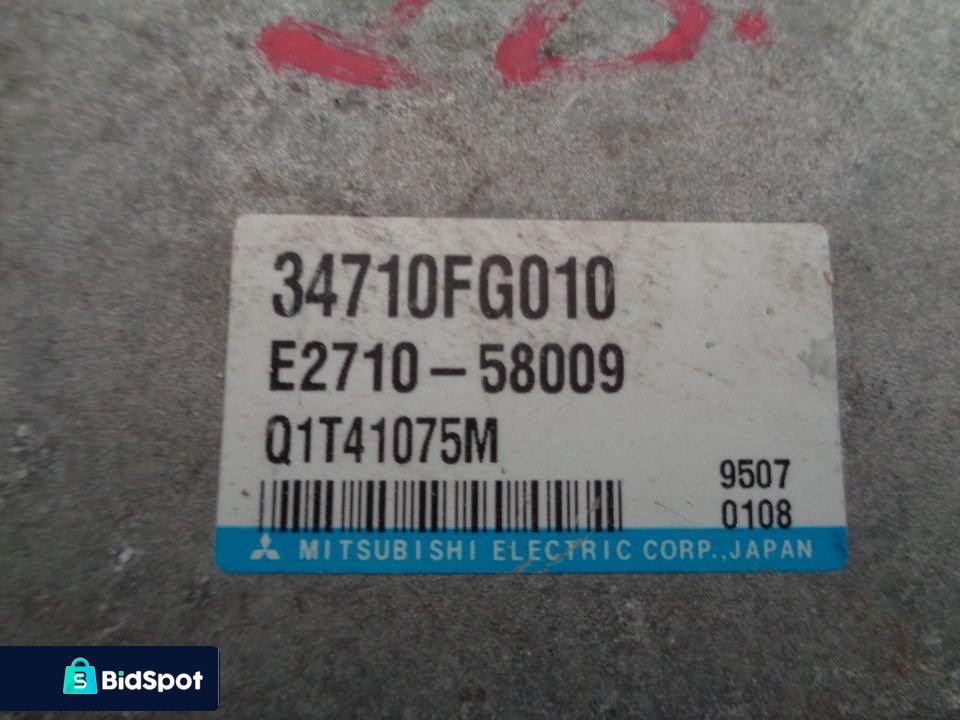 34710FG010
E2710-58009
Q1T41075M
9507
0108
MITSUBISHI ELECTRIC CORP., JAPAN
BidSpot